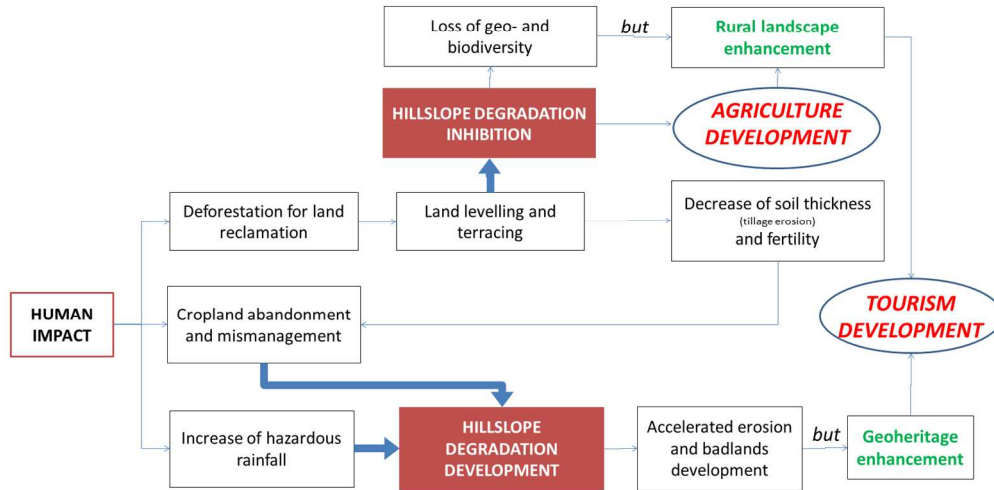 Loss of geo- and
biodiversity
but
Rural landscape
enhancement
HILLSLOPE DEGRADATION
INHIBITION
AGRICULTURE
DEVELOPMENT
Deforestation for land
reclamation
Land levelling and
terracing
Decrease of soil thickness
(tillage erosion)
and fertility
HUMAN
IMPACT
Cropland abandonment
and mismanagement
TOURISM
DEVELOPMENT
Increase of hazardous
rainfall
HILLSLOPE
DEGRADATION
DEVELOPMENT
Accelerated erosion
and badlands
development
but
Geoheritage
enhancement